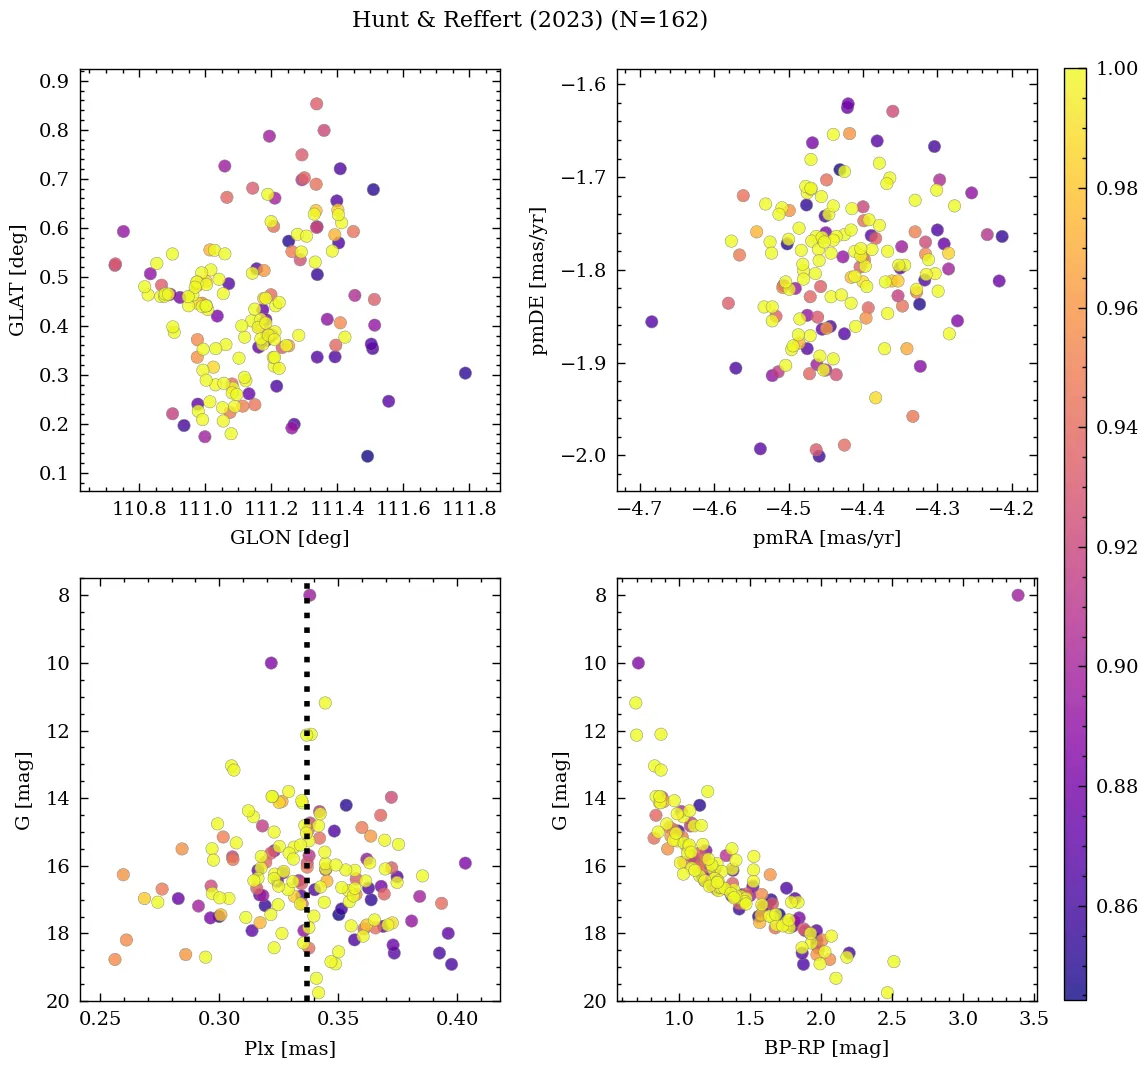 Hunt & Reffert (2023) (N=162)
0.9
0.8
0.7
0.6
0.5
0.4
0.3
0.2
0.1
GLAT [deg]
110.8 111.0 111.2 111.4 111.6 111.8
GLON [deg]
−1.6
−1.7
−1.8
−1.9
−2.0
pmDE [mas/yr]
−4.7 −4.6 −4.5 −4.4 −4.3 −4.2
pmRA [mas/yr]
8
10
12
14
16
18
20
G [mag]
0.25 0.30 0.35 0.40
Plx [mas]
8
10
12
14
16
18
20
G [mag]
1.0 1.5 2.0 2.5 3.0 3.5
BP-RP [mag]
1.00
0.98
0.96
0.94
0.92
0.90
0.88
0.86